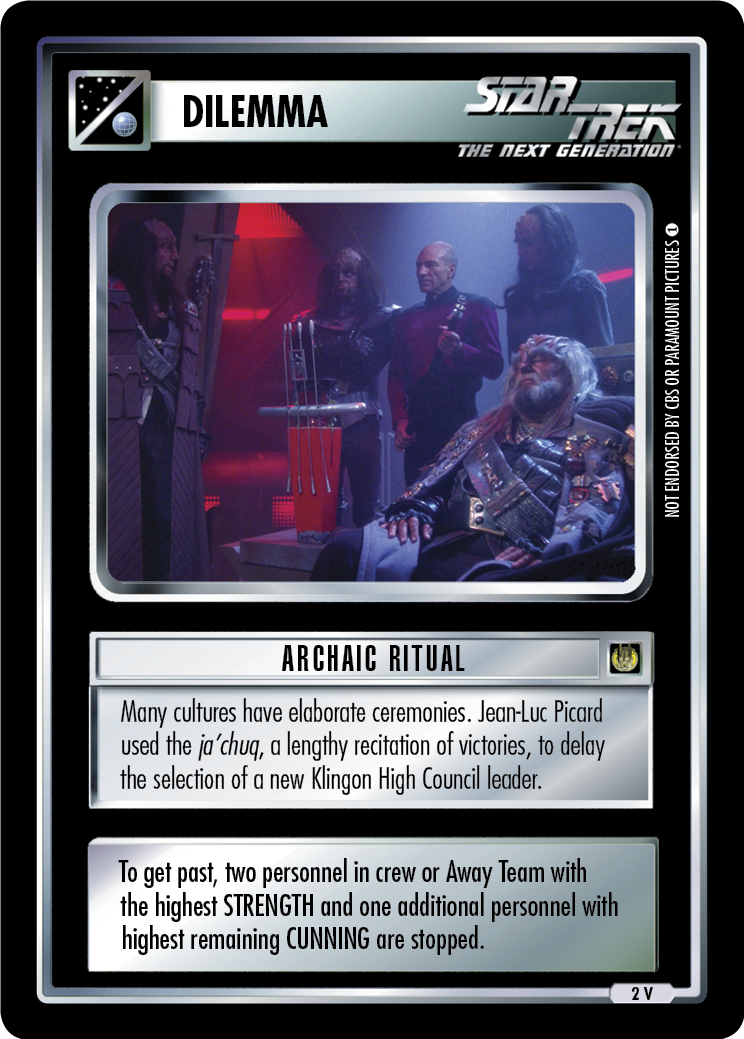 DILEMMA
STAR TREK
THE NEXT GENERATION
NOT ENDORSED BY CBS OR PARAMOUNT PICTURES 1
ARCHAIC RITUAL
Many cultures have elaborate ceremonies. Jean-Luc Picard
used the ja'chuq, a lengthy recitation of victories, to delay
the selection of a new Klingon High Council leader.
To get past, two personnel in crew or Away Team with
the highest STRENGTH and one additional personnel with
highest remaining CUNNING are stopped.
2 V